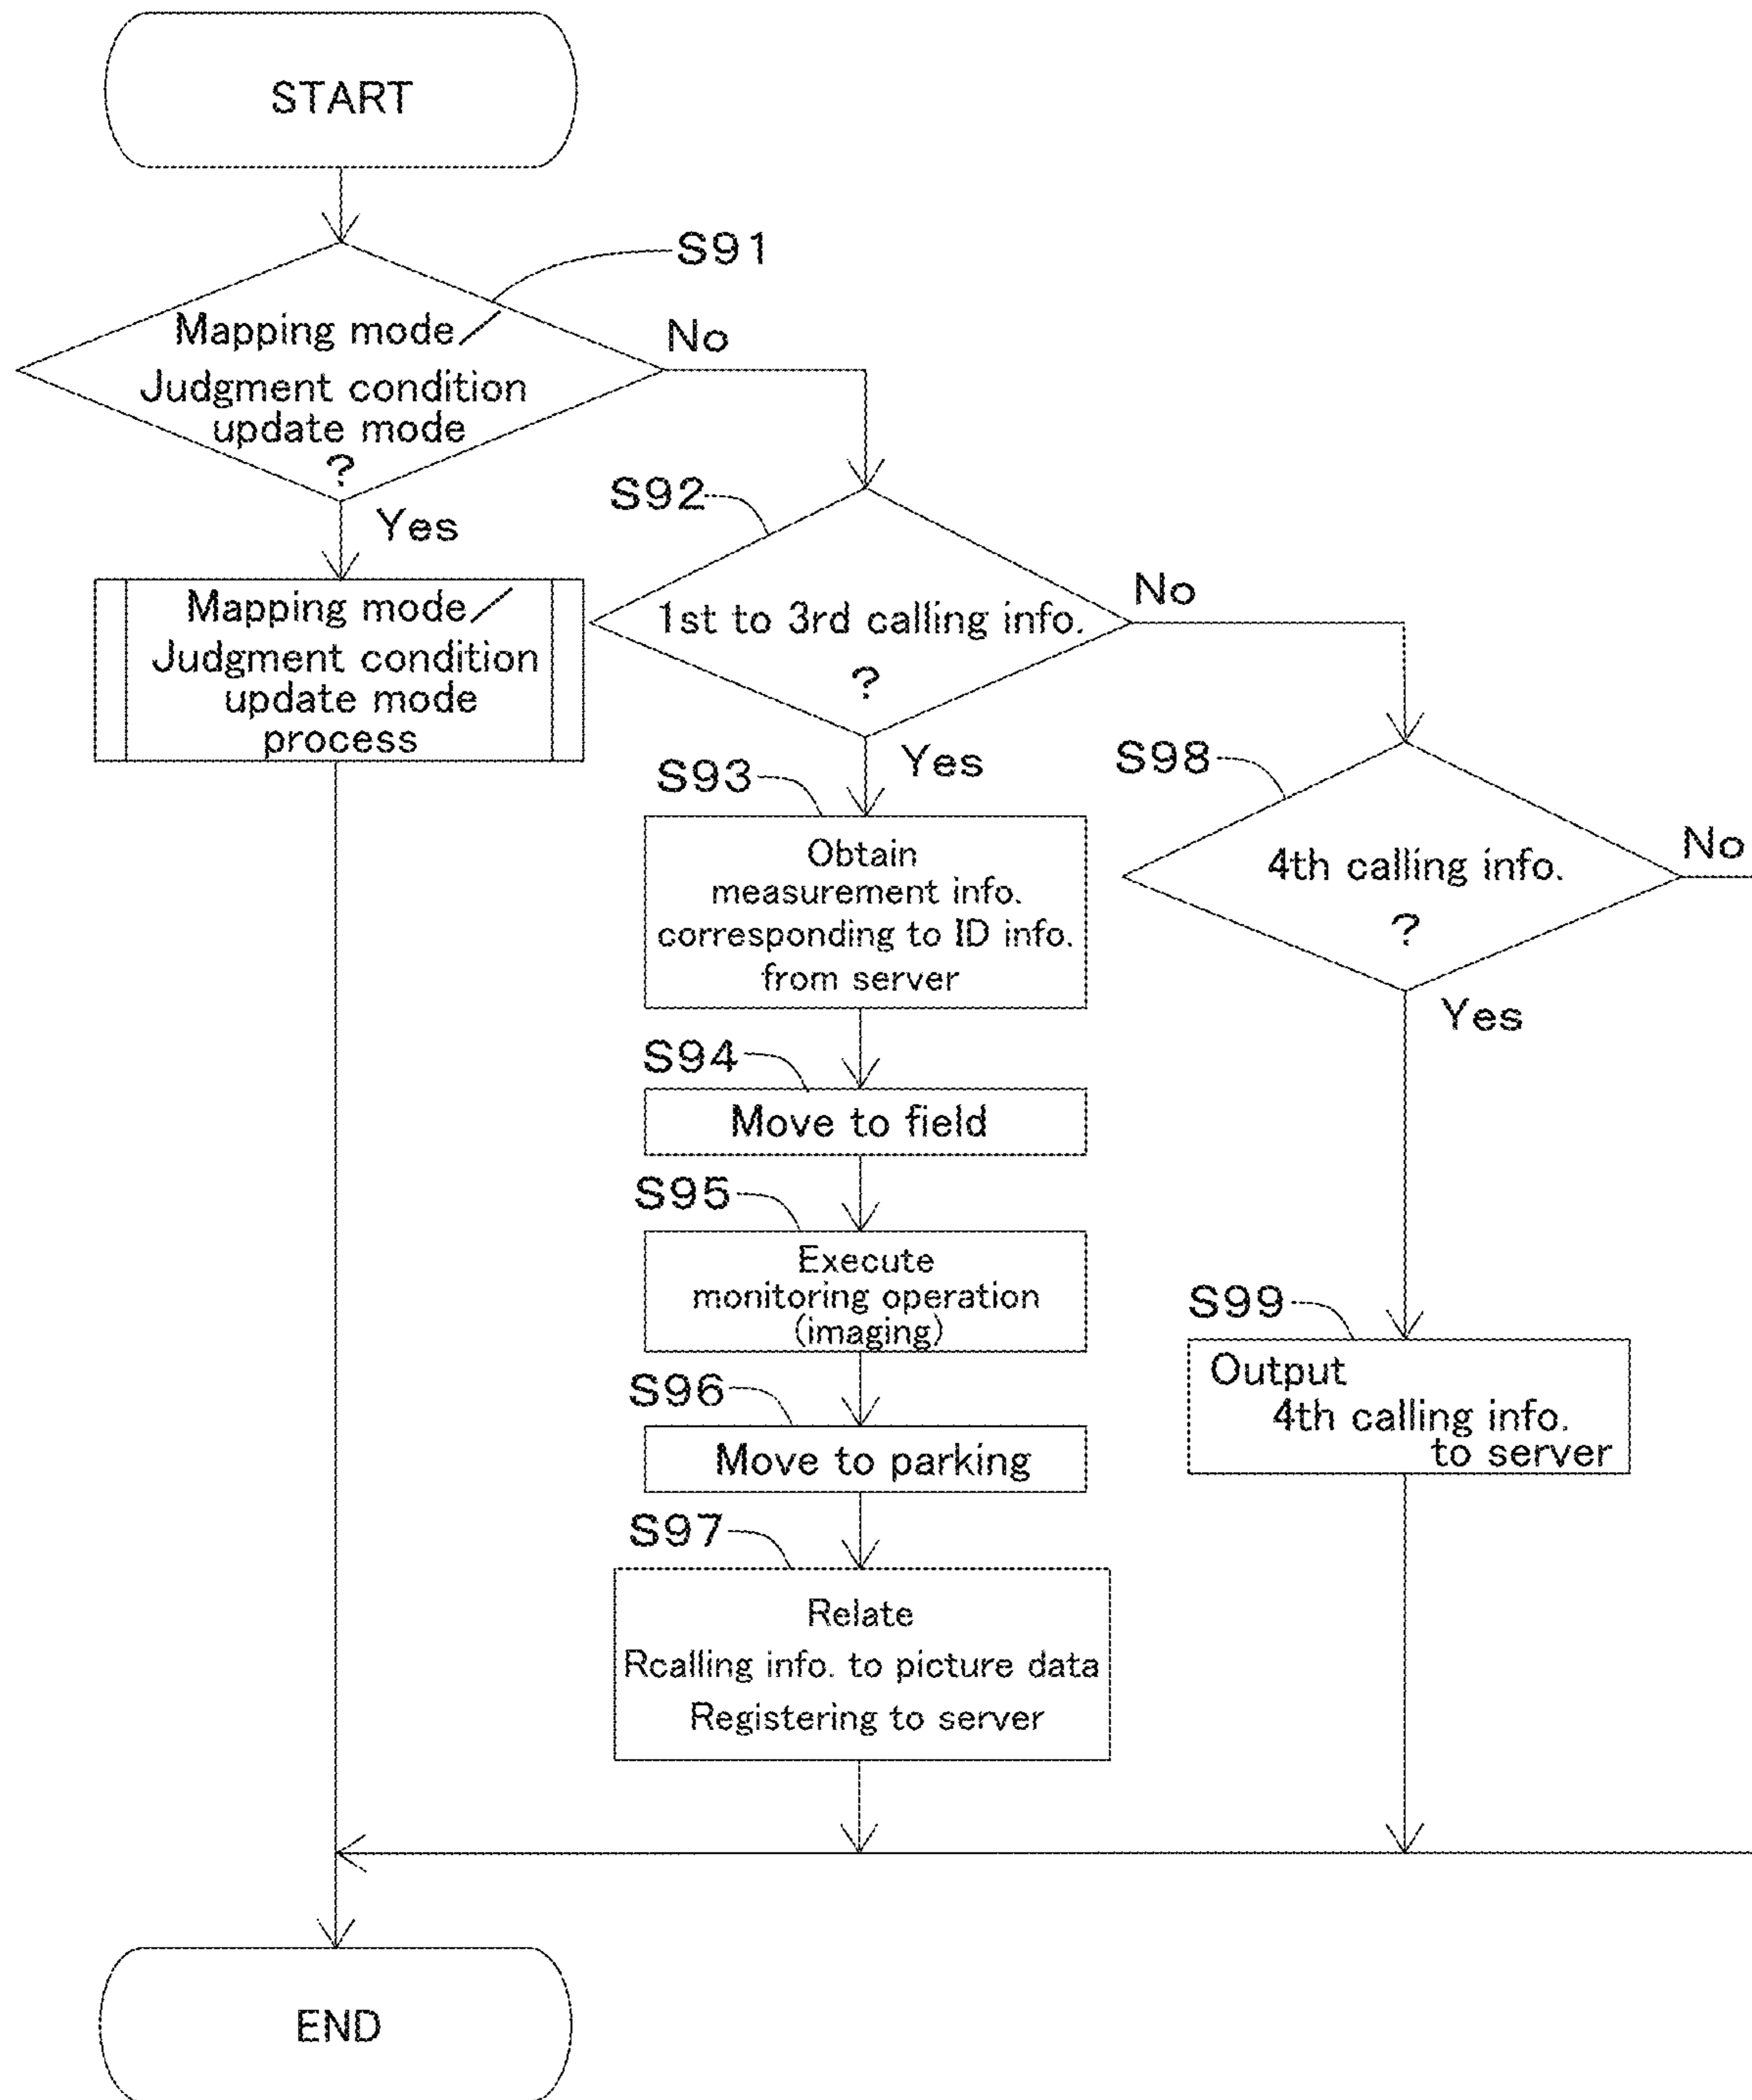 START
S91
Mapping mode／
Judgment condition
update mode
?
No
Yes
Mapping mode／
Judgment condition
update mode
process
S92
1st to 3rd calling info.
?
No
Yes
S93
Obtain
measurement info.
corresponding to ID info.
from server
S94
Move to field
S95
Execute
monitoring operation
(imaging)
S96
Move to parking
S97
Relate
Rcalling info. to picture data
Registering to server
S98
4th calling info.
?
No
Yes
S99
Output
4th calling info.
to server
END